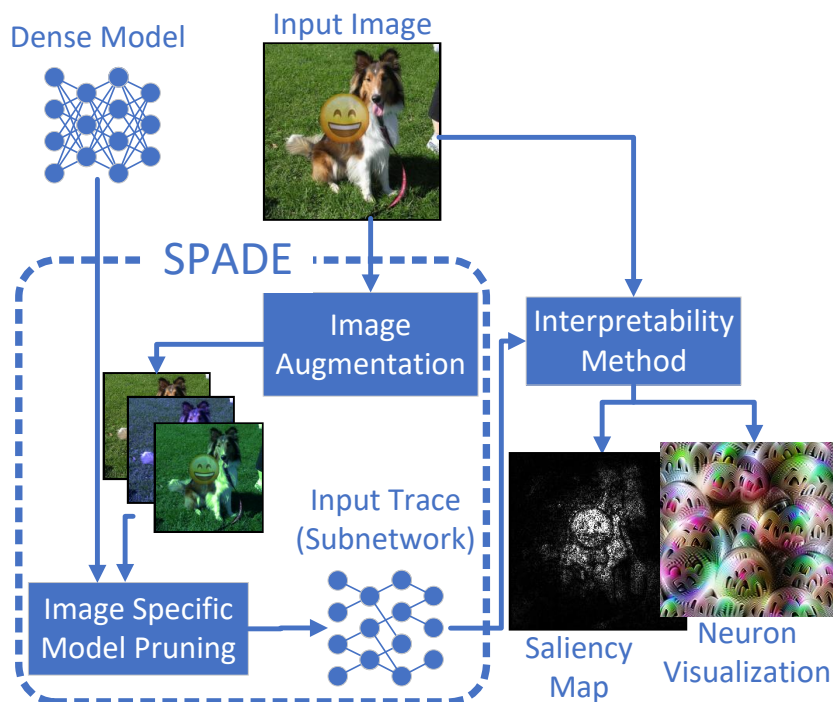 Dense Model
Input Image
SPADE
Image
Augmentation
Interpretability
Method
Input Trace
(Subnetwork)
Image Specific
Model Pruning
Saliency
Map
Neuron
Visualization